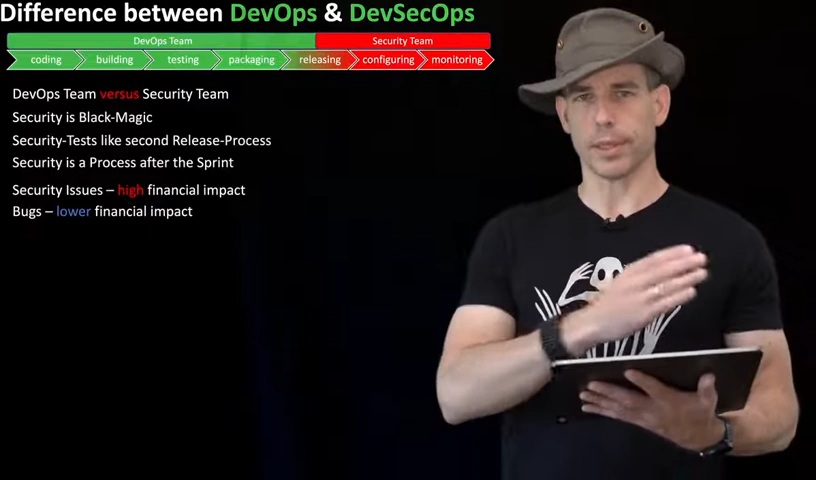 Difference between DevOps & DevSecOps
DevOps Team
Security Team
coding
building
testing
packaging
releasing
configuring
monitoring
DevOps Team versus Security Team
Security is Black-Magic
Security-Tests like second Release-Process
Security is a Process after the Sprint
Security Issues – high financial impact
Bugs – lower financial impact